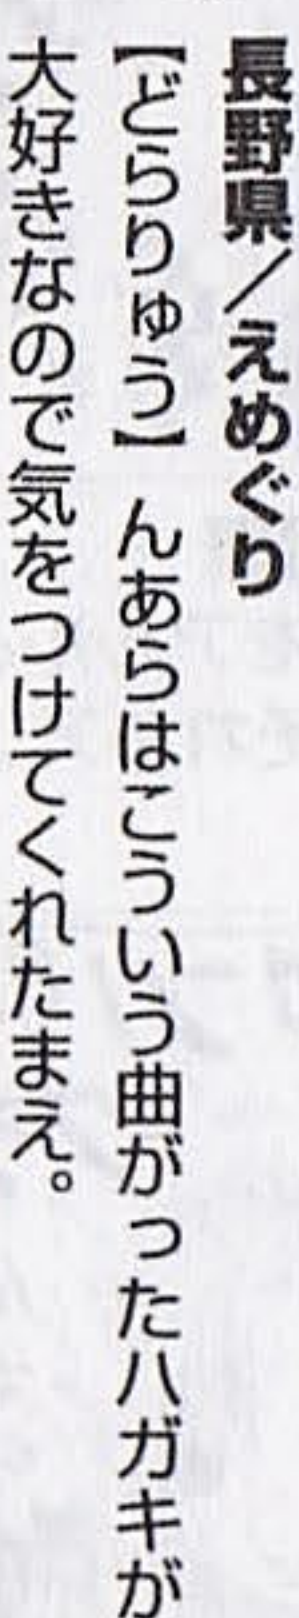 長野県／えめぐり
【どらりゅう】んあらはこういう曲がったハガキが
大好きなので気をつけてくれたまえ。